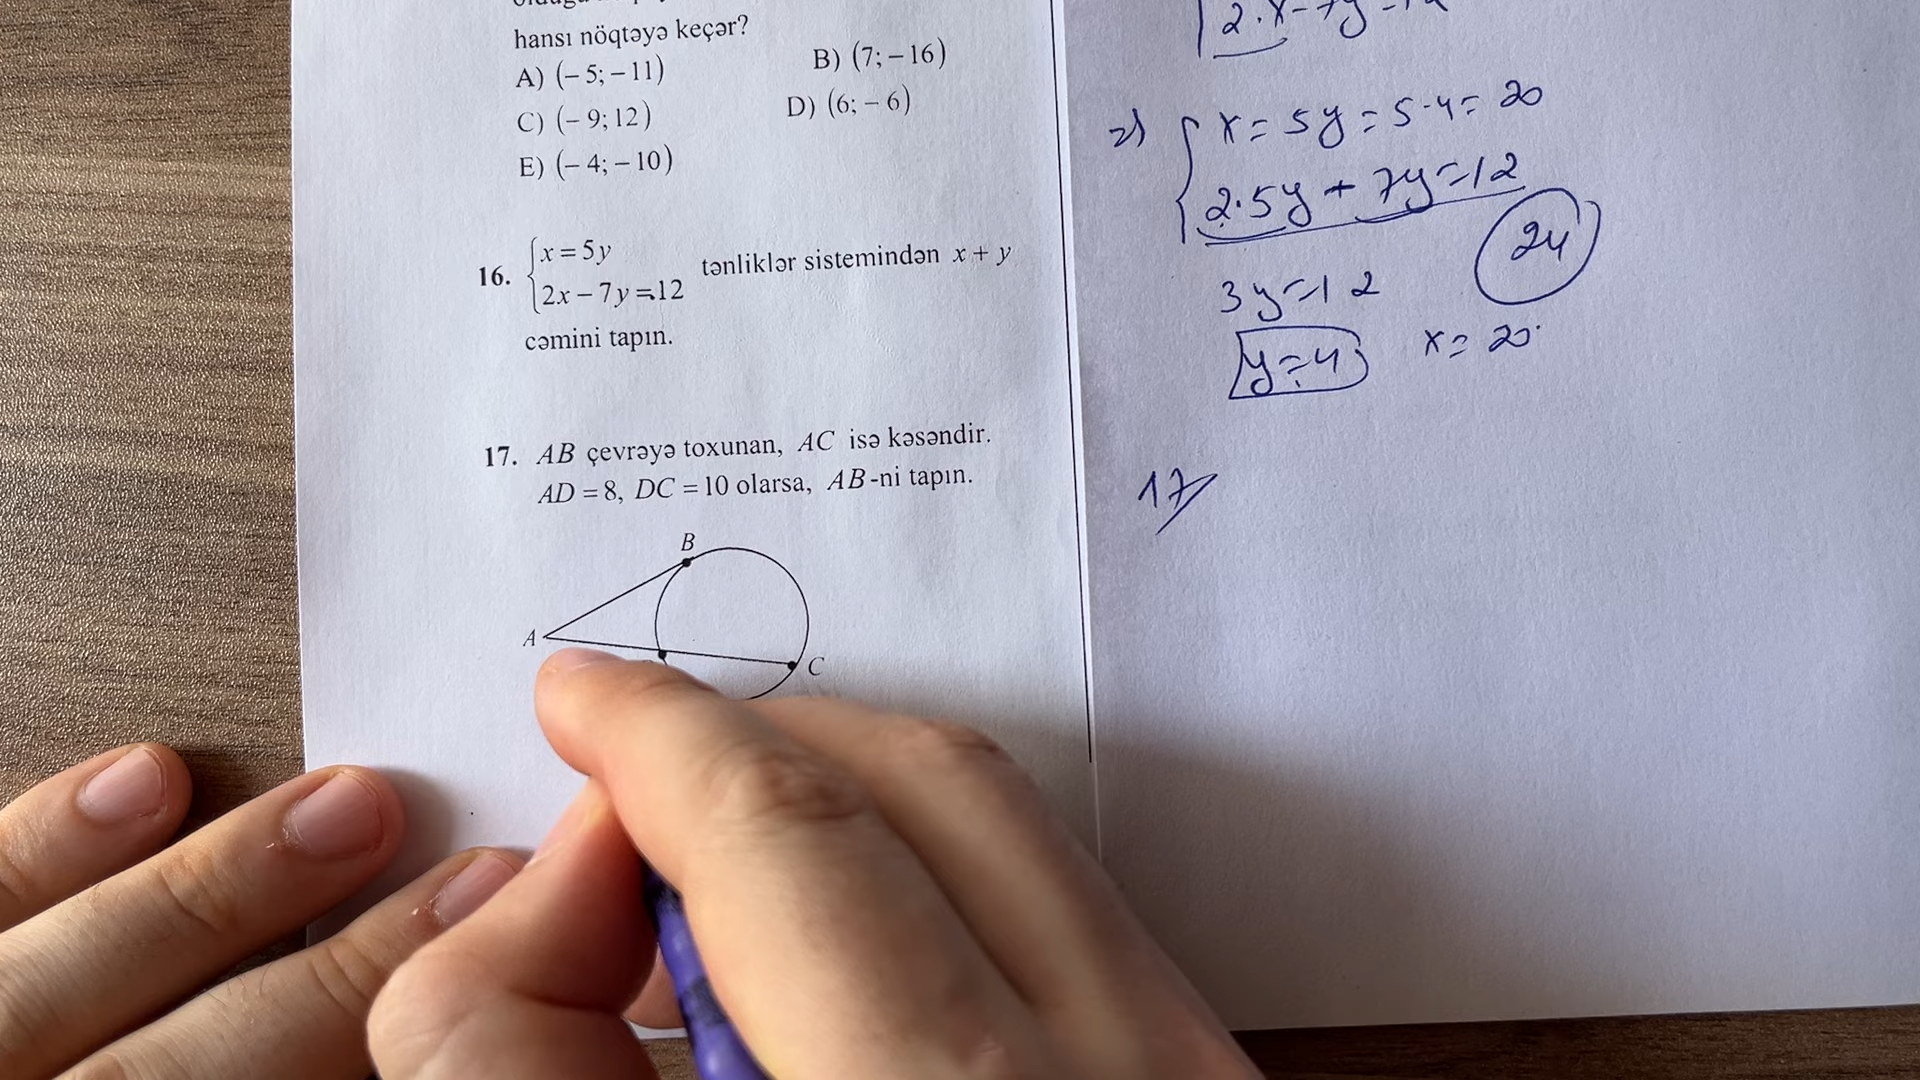 hansı nöqtəyə keçər?
A) (– 5; – 11)
B) (7; – 16)
C) (– 9; 12)
D) (6; – 6)
E) (– 4; – 10)
16. {x = 5y
2x – 7y = 12 tənliklər sistemindən x + y
cəmini tapın.
17. AB çevrəyə toxunan, AC isə kəsəndir.
AD = 8, DC = 10 olarsa, AB-ni tapın.
B
A
C
2·x – 7y = 12
=> {x = 5y = 5·4 = 20
2·5y + 7y = 12
24
3y = 12
y = 4 x = 20
17